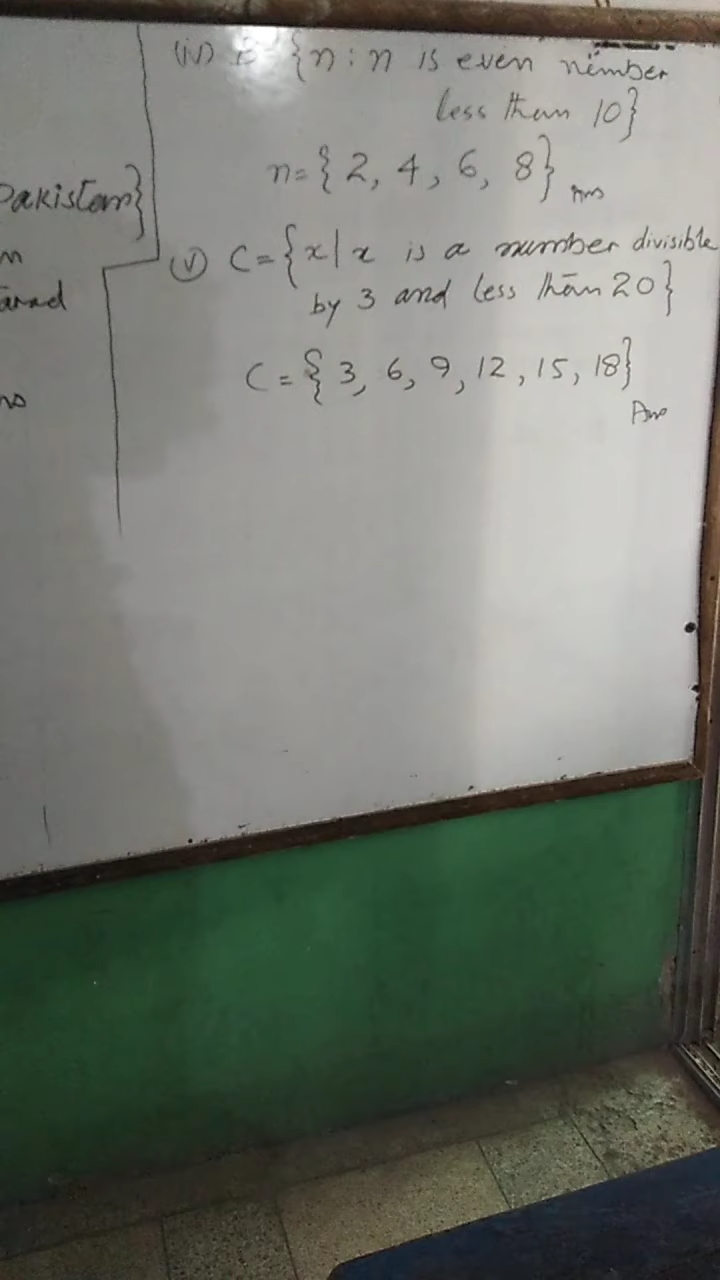 Pakistan}
(iv) B = {n : n is even number
less than 10}
n = {2, 4, 6, 8} Ans
(v) C = {x | x is a number divisible
by 3 and less than 20}
C = {3, 6, 9, 12, 15, 18}
Ans